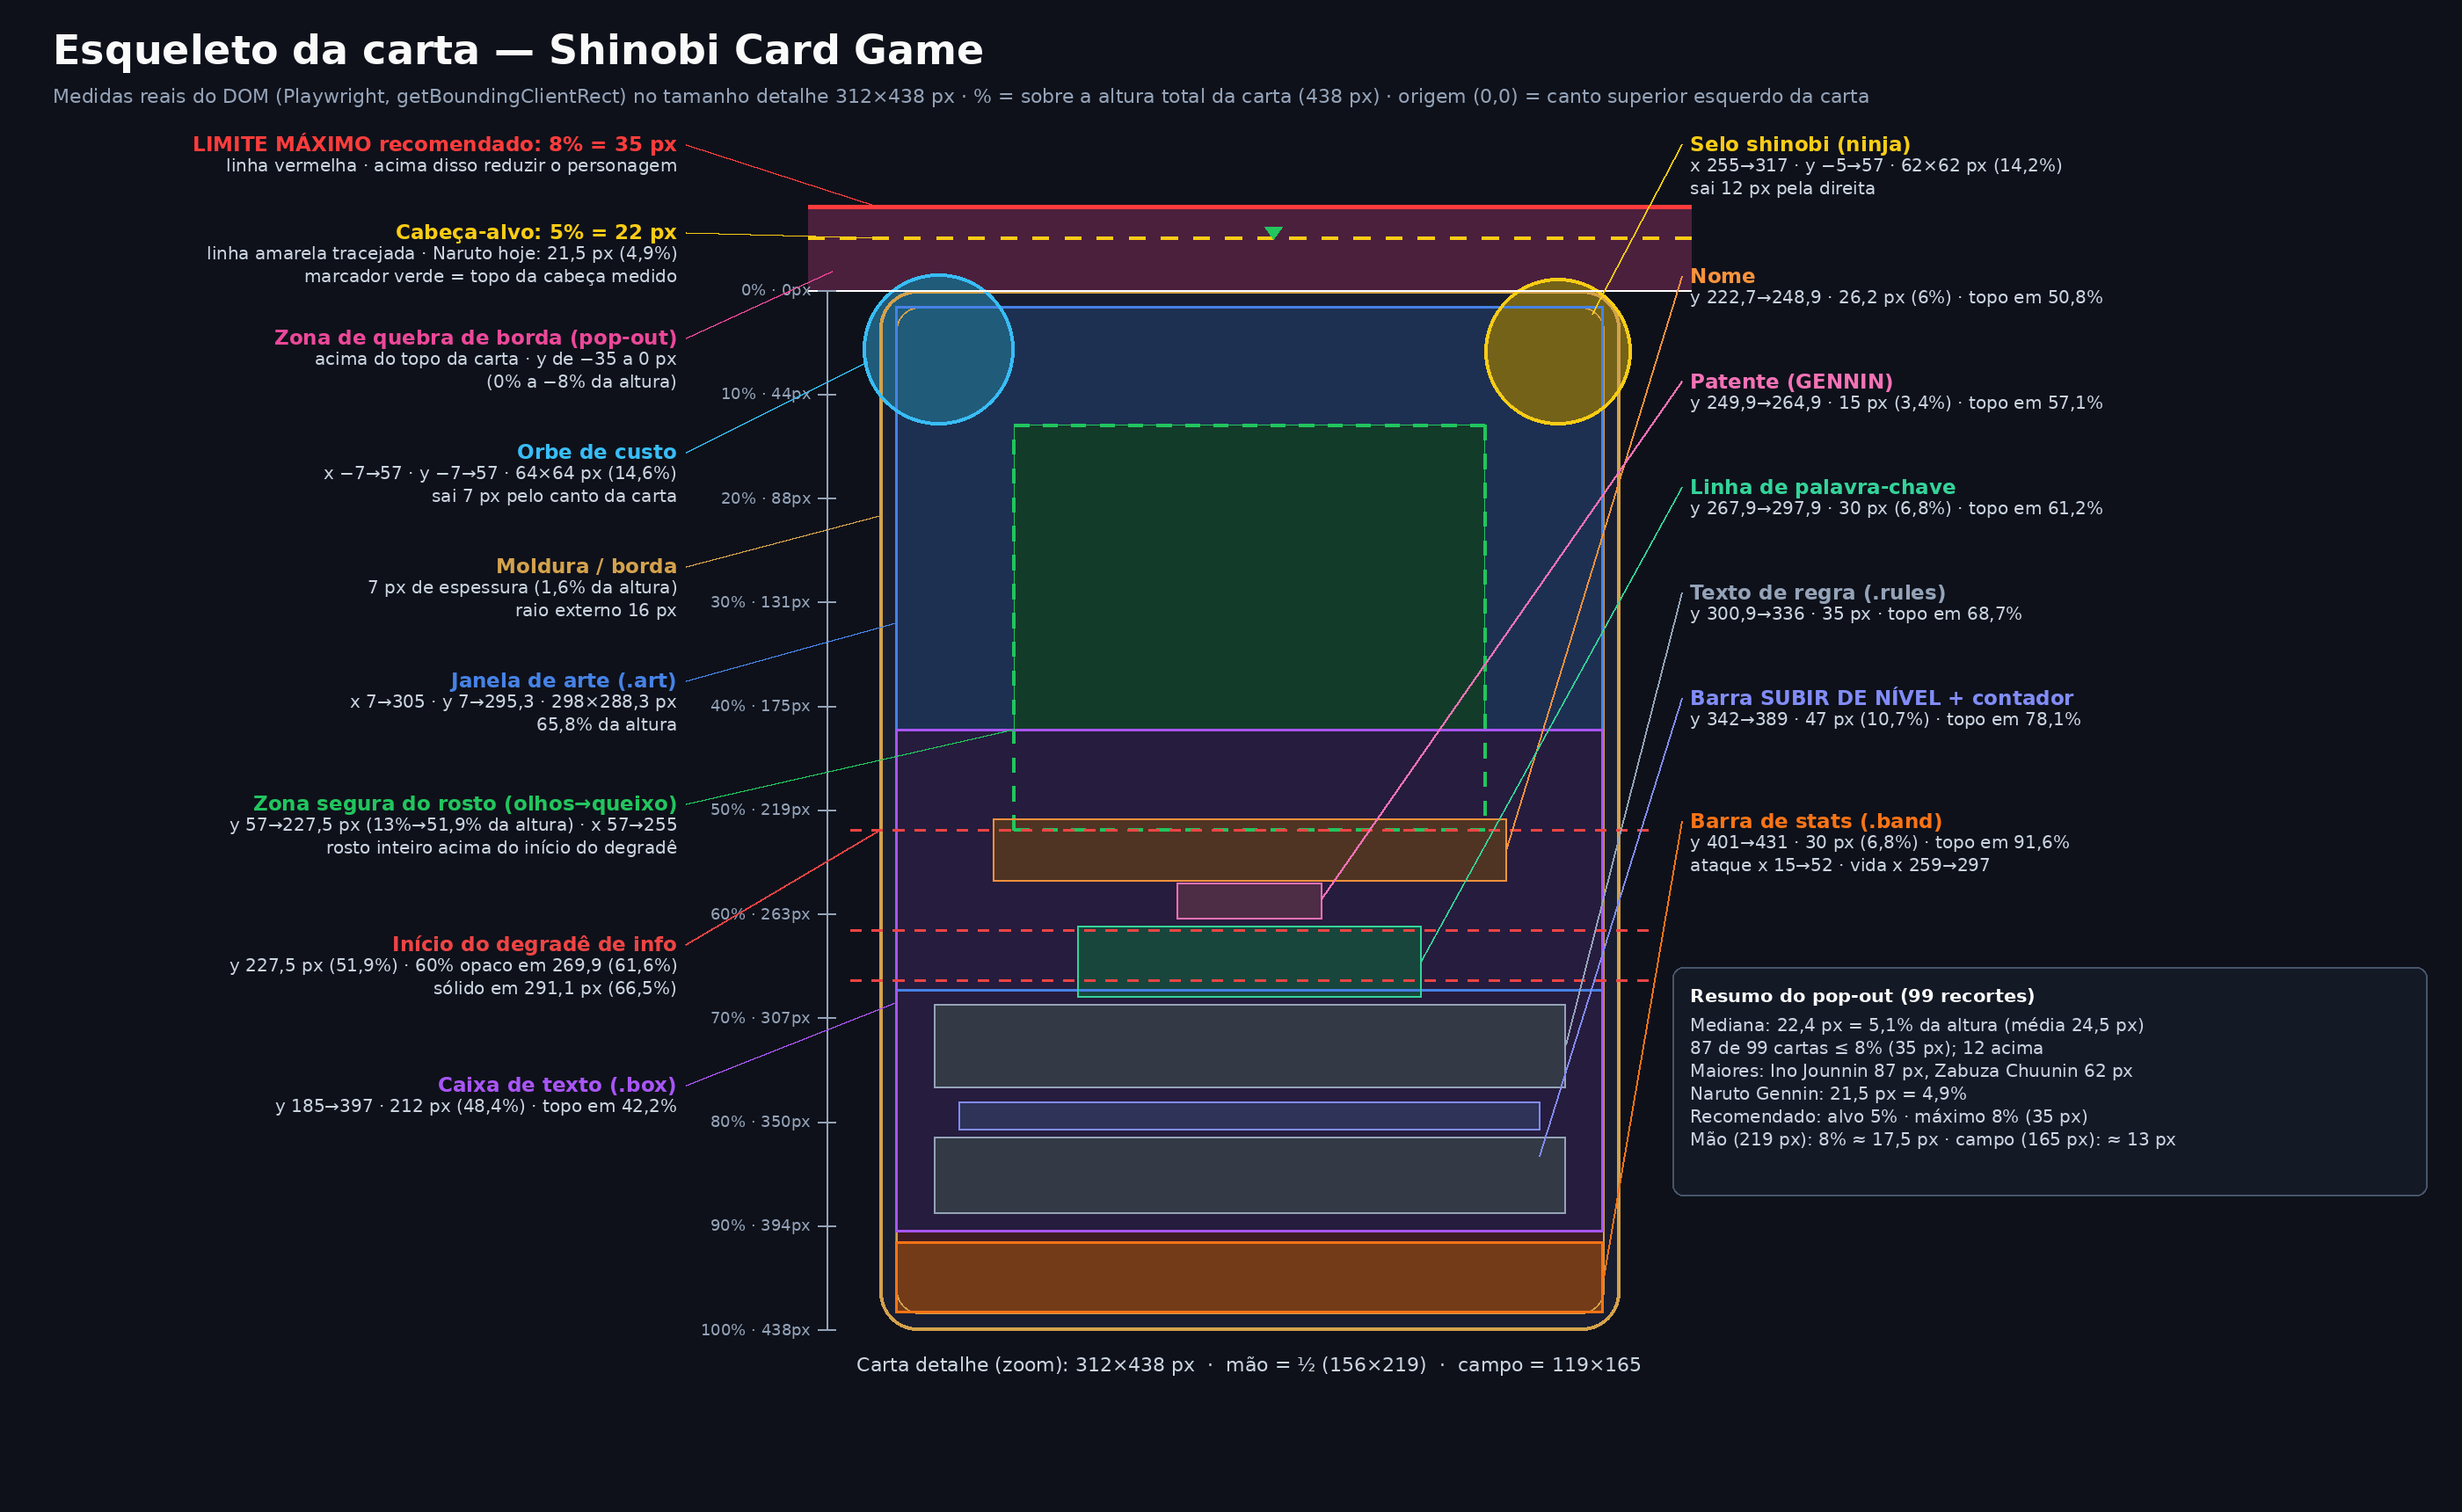 Esqueleto da carta — Shinobi Card Game
Medidas reais do DOM (Playwright, getBoundingClientRect) no tamanho detalhe 312×438 px · % = sobre a altura total da carta (438 px) · origem (0,0) = canto superior esquerdo da carta
LIMITE MÁXIMO recomendado: 8% = 35 px
linha vermelha · acima disso reduzir o personagem
Cabeça-alvo: 5% = 22 px
linha amarela tracejada · Naruto hoje: 21,5 px (4,9%)
marcador verde = topo da cabeça medido
Zona de quebra de borda (pop-out)
acima do topo da carta · y de −35 a 0 px
(0% a −8% da altura)
Orbe de custo
x −7→57 · y −7→57 · 64×64 px (14,6%)
sai 7 px pelo canto da carta
Moldura / borda
7 px de espessura (1,6% da altura)
raio externo 16 px
Janela de arte (.art)
x 7→305 · y 7→295,3 · 298×288,3 px
65,8% da altura
Zona segura do rosto (olhos→queixo)
y 57→227,5 px (13%→51,9% da altura) · x 57→255
rosto inteiro acima do início do degradê
Início do degradê de info
y 227,5 px (51,9%) · 60% opaco em 269,9 (61,6%)
sólido em 291,1 px (66,5%)
Caixa de texto (.box)
y 185→397 · 212 px (48,4%) · topo em 42,2%
0% · 0px
10% · 44px
20% · 88px
30% · 131px
40% · 175px
50% · 219px
60% · 263px
70% · 307px
80% · 350px
90% · 394px
100% · 438px
Selo shinobi (ninja)
x 255→317 · y −5→57 · 62×62 px (14,2%)
sai 12 px pela direita
Nome
y 222,7→248,9 · 26,2 px (6%) · topo em 50,8%
Patente (GENNIN)
y 249,9→264,9 · 15 px (3,4%) · topo em 57,1%
Linha de palavra-chave
y 267,9→297,9 · 30 px (6,8%) · topo em 61,2%
Texto de regra (.rules)
y 300,9→336 · 35 px · topo em 68,7%
Barra SUBIR DE NÍVEL + contador
y 342→389 · 47 px (10,7%) · topo em 78,1%
Barra de stats (.band)
y 401→431 · 30 px (6,8%) · topo em 91,6%
ataque x 15→52 · vida x 259→297
Resumo do pop-out (99 recortes)
Mediana: 22,4 px = 5,1% da altura (média 24,5 px)
87 de 99 cartas ≤ 8% (35 px); 12 acima
Maiores: Ino Jounnin 87 px, Zabuza Chuunin 62 px
Naruto Gennin: 21,5 px = 4,9%
Recomendado: alvo 5% · máximo 8% (35 px)
Mão (219 px): 8% ≈ 17,5 px · campo (165 px): ≈ 13 px
Carta detalhe (zoom): 312×438 px · mão = ½ (156×219) · campo = 119×165